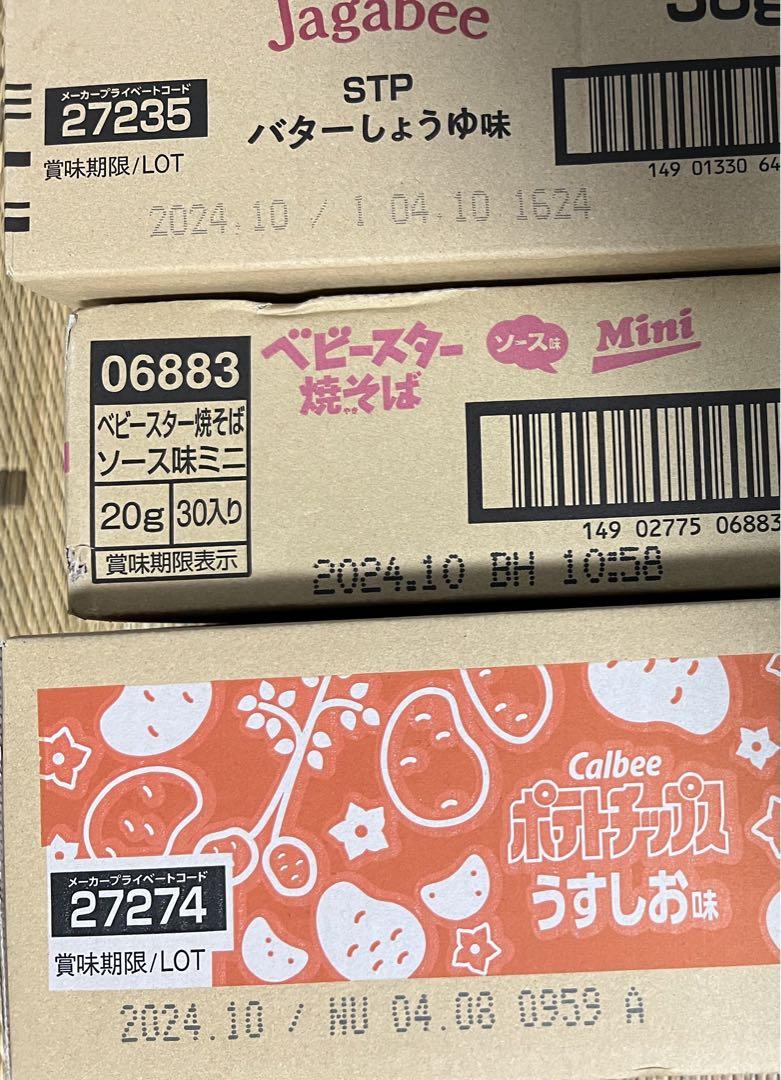 Jagabee
メーカープライベートコード
27235
STP
バターしょうゆ味
賞味期限/LOT
149 01330 64
2024.10 / 1 04.10 1624
06883
ベビースター焼そば
ソース味ミニ
20g 30入り
賞味期限表示
ベビースター
焼そば
やき
ソース味
Mini
149 02775 06883
2024.10 BH 10:58
Calbee
ポテトチップス
うすしお味
メーカープライベートコード
27274
賞味期限/LOT
2024.10 / MU 04.08 0959 A